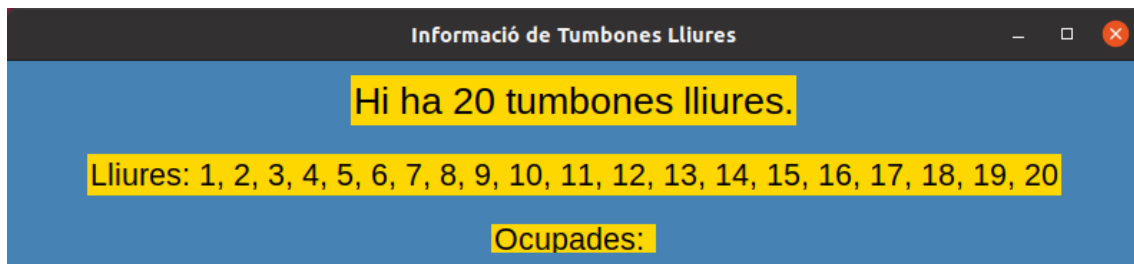 Informació de Tumbones Lliures
Hi ha 20 tumbones lliures.
Lliures: 1, 2, 3, 4, 5, 6, 7, 8, 9, 10, 11, 12, 13, 14, 15, 16, 17, 18, 19, 20
Ocupades: